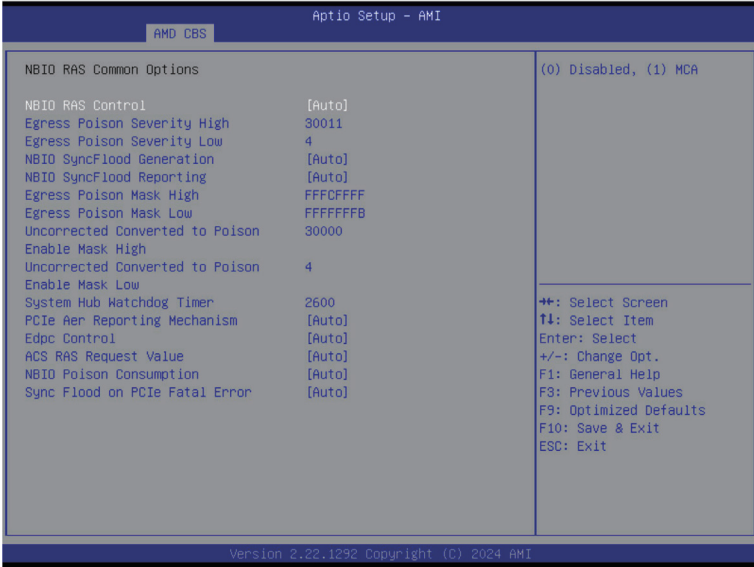 Aptio Setup – AMI
AMD CBS
NBIO RAS Common Options
(0) Disabled, (1) MCA
NBIO RAS Control [Auto]
Egress Poison Severity High 30011
Egress Poison Severity Low 4
NBIO SyncFlood Generation [Auto]
NBIO SyncFlood Reporting [Auto]
Egress Poison Mask High FFFCFFFF
Egress Poison Mask Low FFFFFFFB
Uncorrected Converted to Poison 30000
Enable Mask High
Uncorrected Converted to Poison 4
Enable Mask Low
System Hub Watchdog Timer 2600
PCIe Aer Reporting Mechanism [Auto]
Edpc Control [Auto]
ACS RAS Request Value [Auto]
NBIO Poison Consumption [Auto]
Sync Flood on PCIe Fatal Error [Auto]
→←: Select Screen
↑↓: Select Item
Enter: Select
+/-: Change Opt.
F1: General Help
F3: Previous Values
F9: Optimized Defaults
F10: Save & Exit
ESC: Exit
Version 2.22.1292 Copyright (C) 2024 AMI